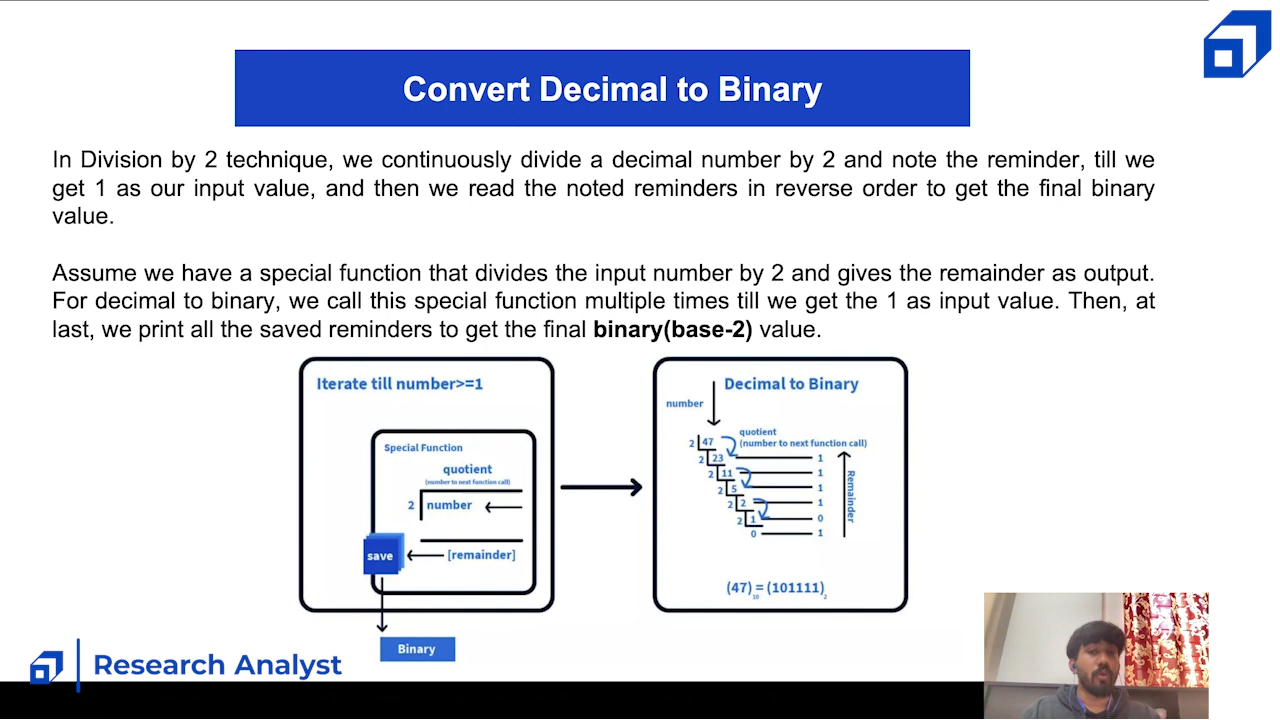 Convert Decimal to Binary
In Division by 2 technique, we continuously divide a decimal number by 2 and note the reminder, till we
get 1 as our input value, and then we read the noted reminders in reverse order to get the final binary
value.
Assume we have a special function that divides the input number by 2 and gives the remainder as output.
For decimal to binary, we call this special function multiple times till we get the 1 as input value. Then, at
last, we print all the saved reminders to get the final binary(base-2) value.
Iterate till number>=1
Special Function
quotient
(number to next function call)
2 number
save
[remainder]
Binary
Decimal to Binary
number
quotient
(number to next function call)
2 47
2 23 1
2 11 1
2 5 1
2 2 1
2 1 0
0 1
Remainder
(47)10 = (101111)2
Research Analyst